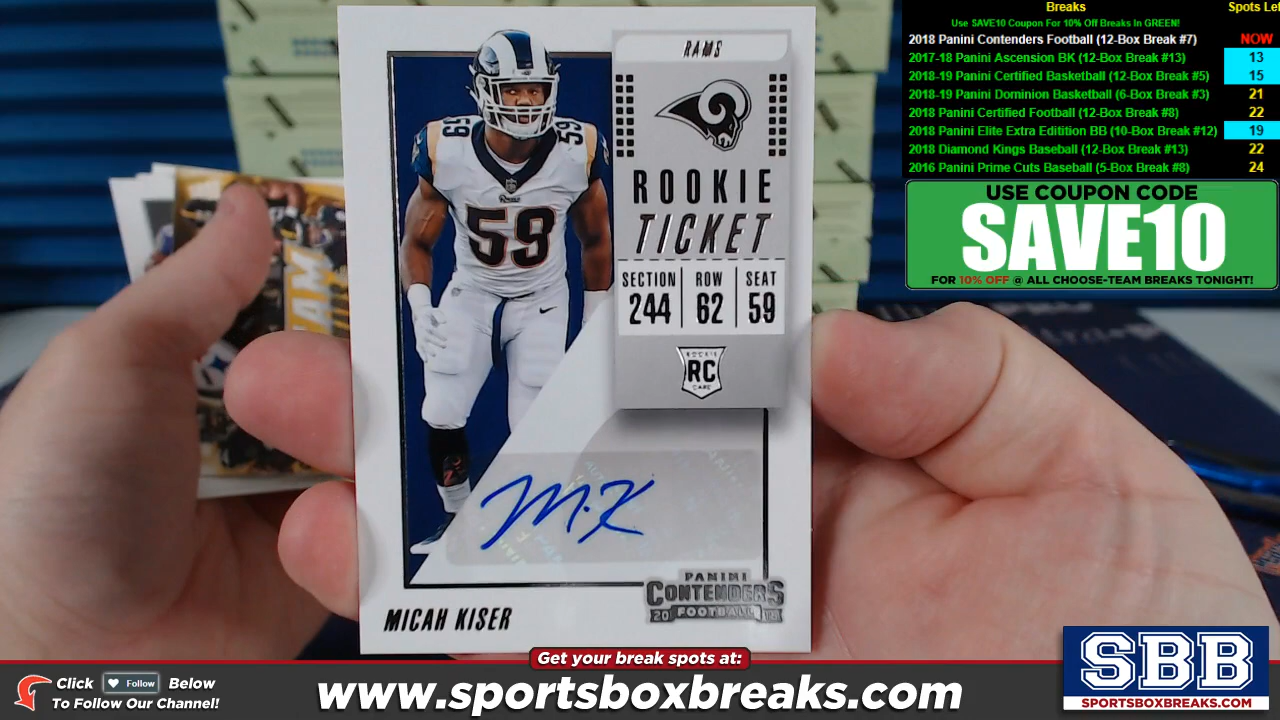 Breaks Spots Le
Use SAVE10 Coupon For 10% Off Breaks In GREEN!
2018 Panini Contenders Football (12-Box Break #7) NOW
2017-18 Panini Ascension BK (12-Box Break #13) 13
2018-19 Panini Certified Basketball (12-Box Break #5) 15
2018-19 Panini Dominion Basketball (6-Box Break #3) 21
2018 Panini Certified Football (12-Box Break #8) 22
2018 Panini Elite Extra Edition BB (10-Box Break #12) 19
2018 Diamond Kings Baseball (12-Box Break #13) 22
2016 Panini Prime Cuts Baseball (5-Box Break #8) 24
USE COUPON CODE
SAVE10
FOR 10% OFF @ ALL CHOOSE-TEAM BREAKS TONIGHT!
RAMS
ROOKIE
TICKET
SECTION ROW SEAT
244 62 59
ROOKIE
RC
CARD
59
59
59
M.K
PANINI
CONTENDERS
20 FOOTBALL 18
MICAH KISER
Get your break spots at:
Click Follow Below
To Follow Our Channel!
www.sportsboxbreaks.com
SBB
SPORTSBOXBREAKS.COM